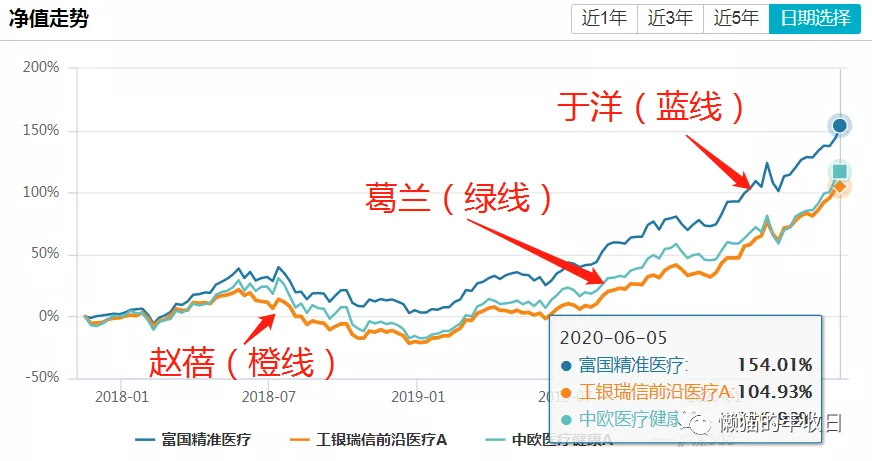 净值走势
近1年 近3年 近5年 日期选择
200%
150%
100%
50%
0%
-50%
于洋（蓝线）
葛兰（绿线）
赵蓓（橙线）
2018-01 2018-07 2019-01
2020-06-05
富国精准医疗: 154.01%
工银瑞信前沿医疗A: 104.93%
中欧医疗健康
懒猫的丰收日
富国精准医疗 工银瑞信前沿医疗A 中欧医疗健康A